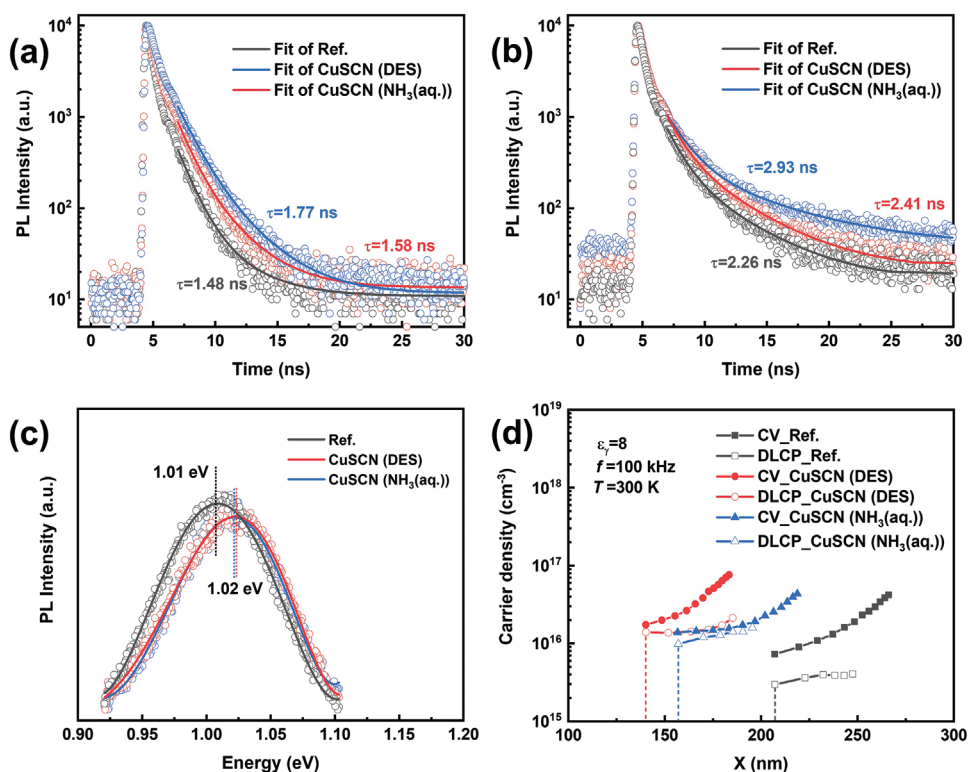 (a)
Fit of Ref.
Fit of CuSCN (DES)
Fit of CuSCN (NH₃(aq.))
τ=1.77 ns
τ=1.58 ns
τ=1.48 ns
PL Intensity (a.u.)
10⁴
10³
10²
10¹
0 5 10 15 20 25 30
Time (ns)
(b)
Fit of Ref.
Fit of CuSCN (DES)
Fit of CuSCN (NH₃(aq.))
τ=2.93 ns
τ=2.41 ns
τ=2.26 ns
PL Intensity (a.u.)
10⁴
10³
10²
10¹
0 5 10 15 20 25 30
Time (ns)
(c)
Ref.
CuSCN (DES)
CuSCN (NH₃(aq.))
1.01 eV
1.02 eV
PL Intensity (a.u.)
0.90 0.95 1.00 1.05 1.10 1.15 1.20
Energy (eV)
(d)
εγ=8
f=100 kHz
T=300 K
CV_Ref.
DLCP_Ref.
CV_CuSCN (DES)
DLCP_CuSCN (DES)
CV_CuSCN (NH₃(aq.))
DLCP_CuSCN (NH₃(aq.))
Carrier density (cm⁻³)
10¹⁹
10¹⁸
10¹⁷
10¹⁶
10¹⁵
100 150 200 250 300
X (nm)